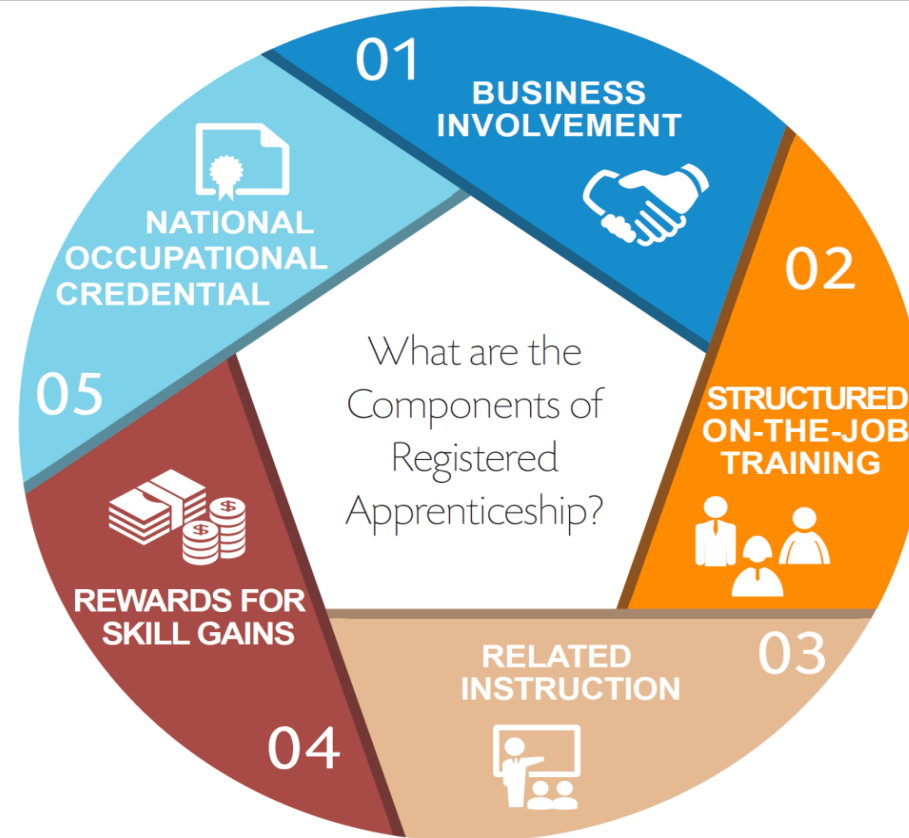 01
BUSINESS
INVOLVEMENT
02
STRUCTURED
ON-THE-JOB
TRAINING
03
RELATED
INSTRUCTION
04
REWARDS FOR
SKILL GAINS
$
$
05
NATIONAL
OCCUPATIONAL
CREDENTIAL
What are the
Components of
Registered
Apprenticeship?